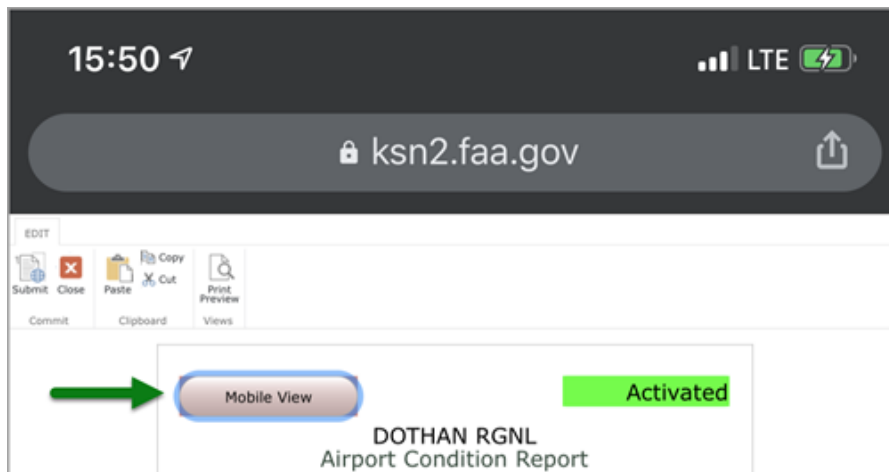 15:50 LTE
ksn2.faa.gov
EDIT
Submit Close Paste Copy Cut Print Preview
Commit Clipboard Views
Mobile View Activated
DOTHAN RGNL
Airport Condition Report